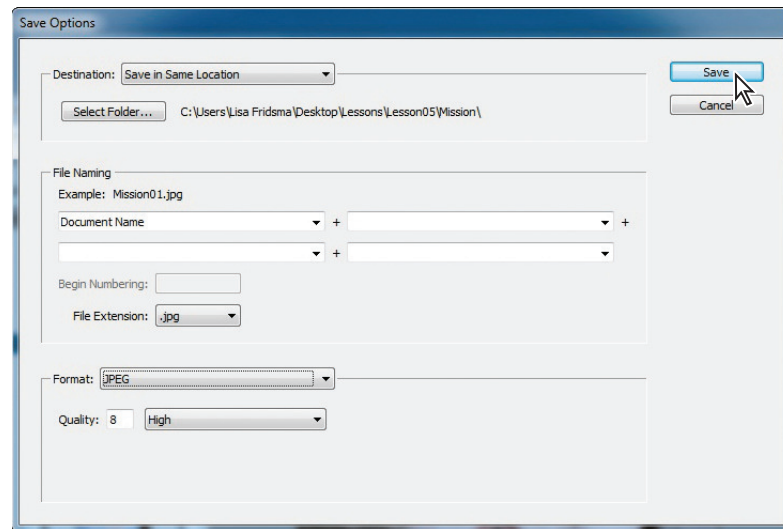 Save Options
Destination: Save in Same Location
Save
Select Folder... C:\Users\Lisa Fridsma\Desktop\Lessons\Lesson05\Mission\
Cancel
File Naming
Example: Mission01.jpg
Document Name + +
+
Begin Numbering:
File Extension: .jpg
Format: JPEG
Quality: 8 High